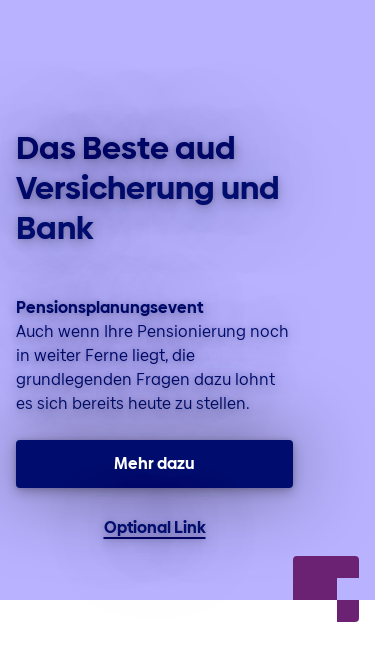 Das Beste aud
Versicherung und
Bank
Pensionsplanungsevent
Auch wenn Ihre Pensionierung noch
in weiter Ferne liegt, die
grundlegenden Fragen dazu lohnt
es sich bereits heute zu stellen.
Mehr dazu
Optional Link